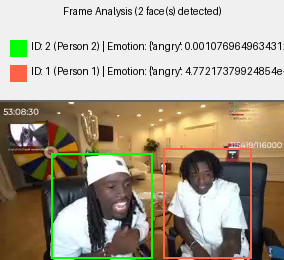 Frame Analysis (2 face(s) detected)
ID: 2 (Person 2) | Emotion: {'angry': 0.001076964963431
ID: 1 (Person 1) | Emotion: {'angry': 4.77217379924854e-
53:08:30
/116000